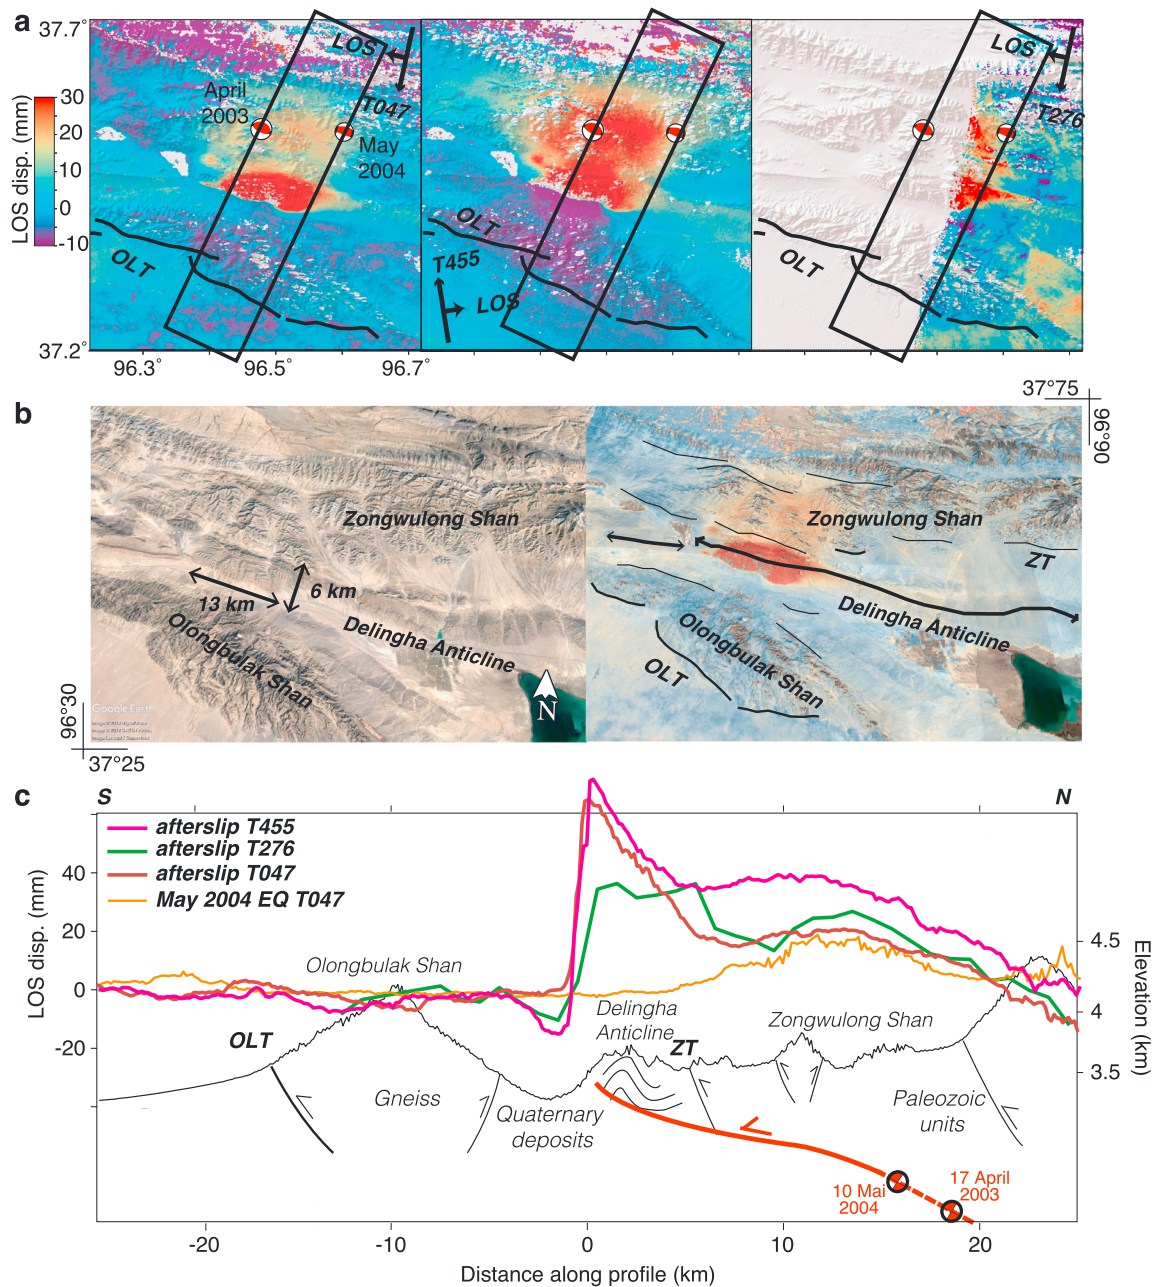 a
37.7°
LOS disp. (mm)
30
20
10
0
-10
37.2°
96.3°
96.5°
96.7°
April
2003
May
2004
LOS
T047
OLT
OLT
T455
LOS
LOS
T276
OLT
b
37°75
96°90
Zongwulong Shan
13 km
6 km
Olongbulak Shan
Delingha Anticline
N
Google Earth
96°30
37°25
Zongwulong Shan
ZT
Delingha Anticline
Olongbulak Shan
OLT
c
S
N
afterslip T455
afterslip T276
afterslip T047
May 2004 EQ T047
LOS disp. (mm)
40
20
0
-20
Elevation (km)
4.5
4
3.5
Olongbulak Shan
OLT
Delingha
Anticline
ZT
Zongwulong Shan
Gneiss
Quaternary
deposits
Paleozoic
units
10 Mai
2004
17 April
2003
-20
-10
0
10
20
Distance along profile (km)